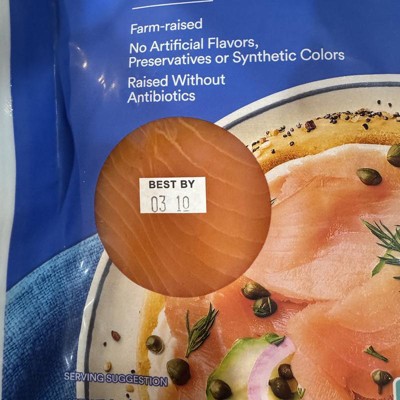 Farm-raised
No Artificial Flavors,
Preservatives or Synthetic Colors
Raised Without
Antibiotics
BEST BY
03 10
SERVING SUGGESTION